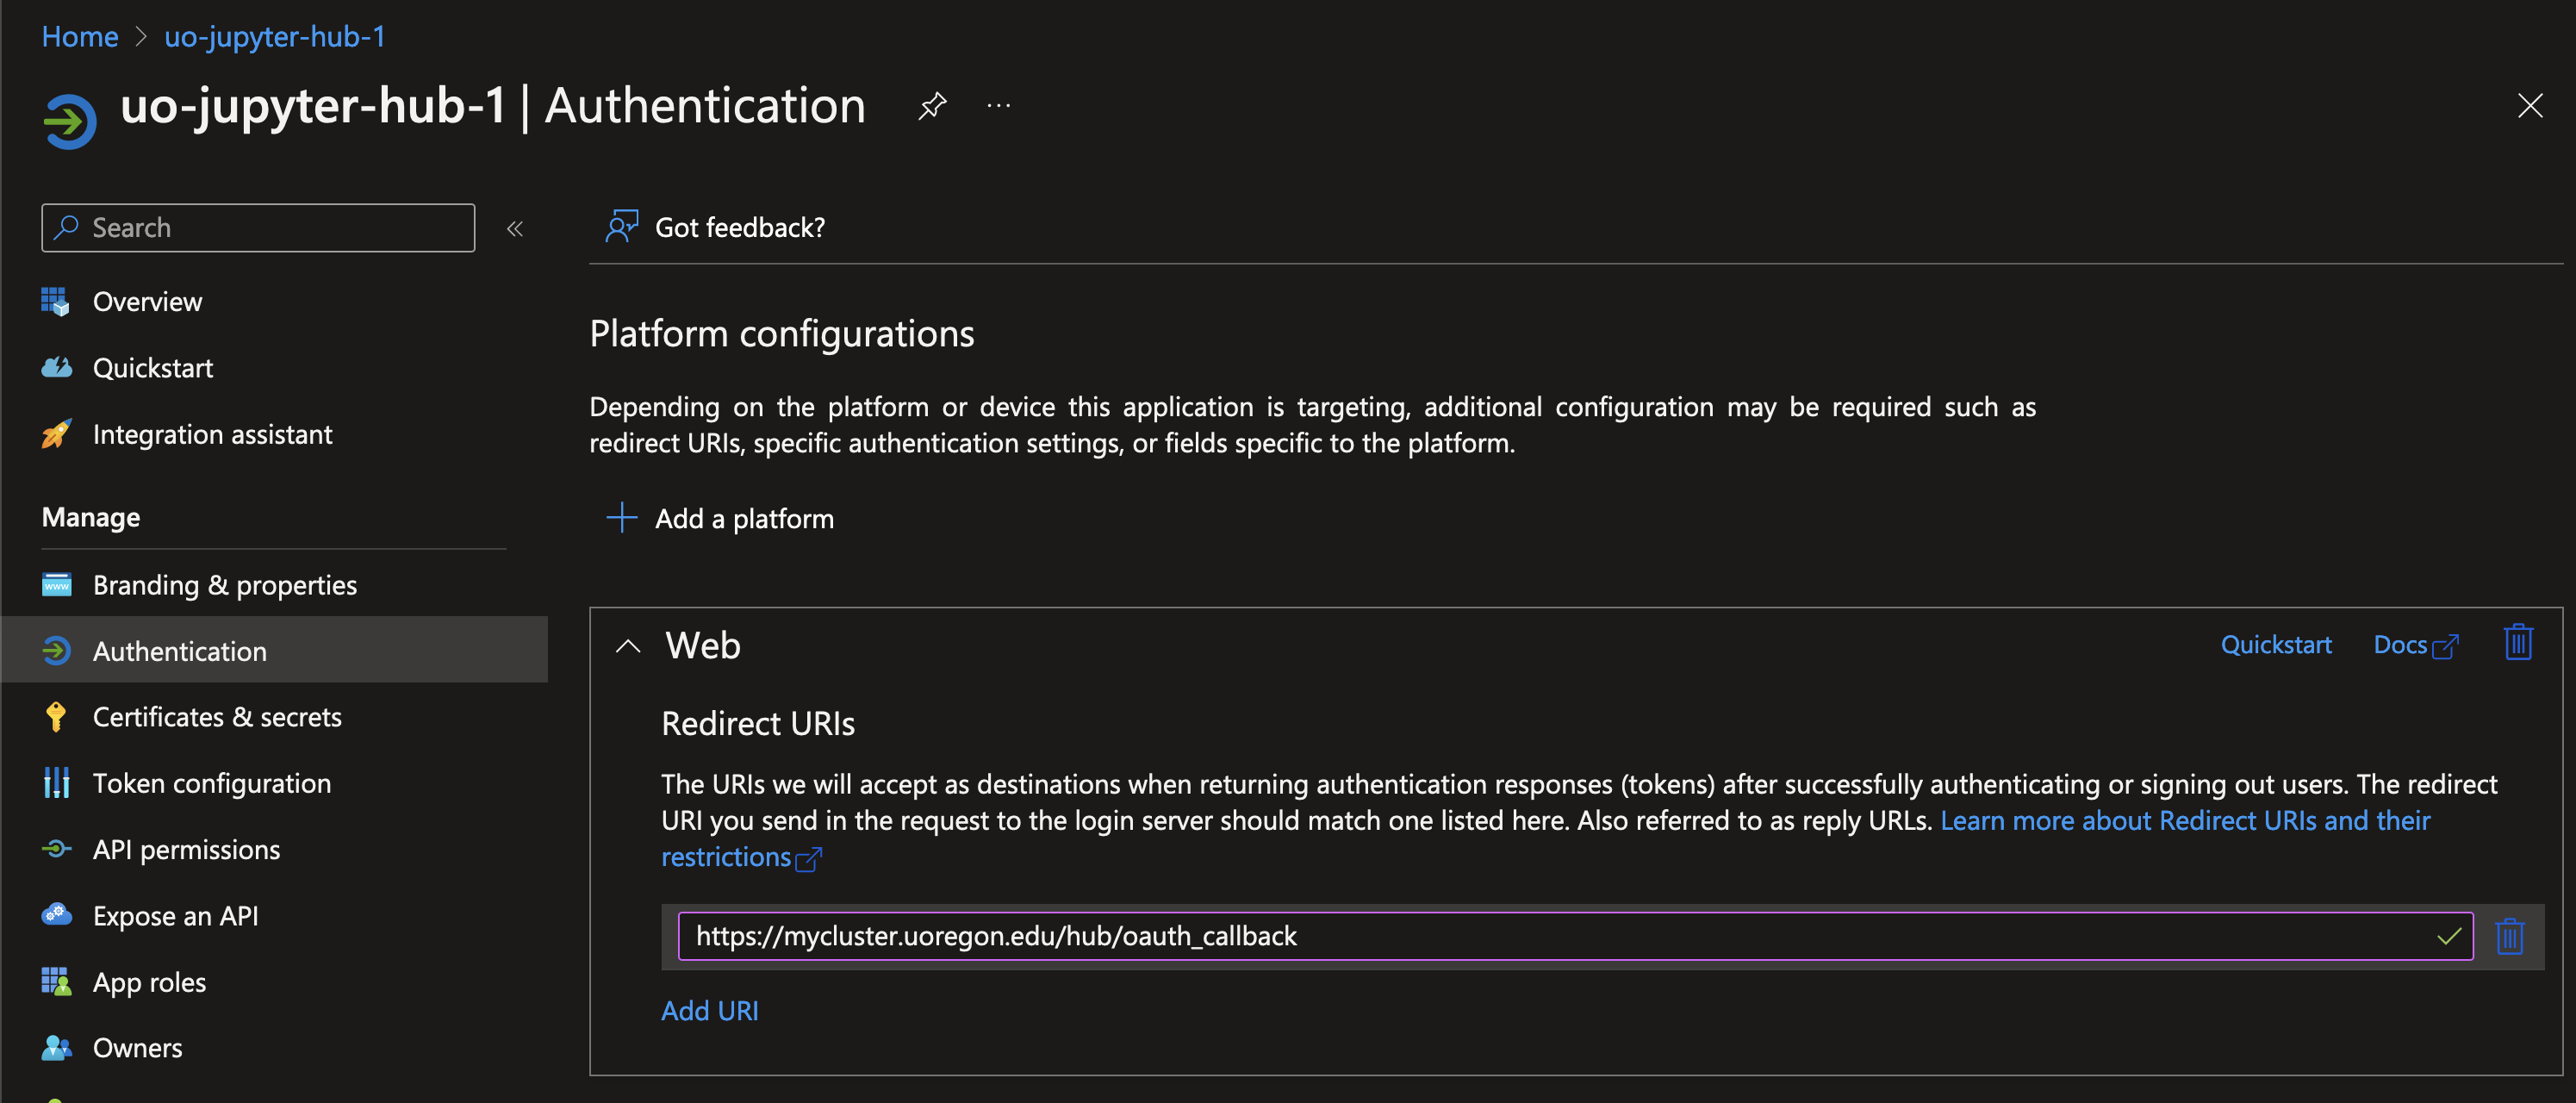 Home > uo-jupyter-hub-1
uo-jupyter-hub-1 | Authentication
Search
Got feedback?
Overview
Quickstart
Integration assistant
Manage
Branding & properties
Authentication
Certificates & secrets
Token configuration
API permissions
Expose an API
App roles
Owners
Platform configurations
Depending on the platform or device this application is targeting, additional configuration may be required such as
redirect URIs, specific authentication settings, or fields specific to the platform.
Add a platform
Web
Quickstart
Docs
Redirect URIs
The URIs we will accept as destinations when returning authentication responses (tokens) after successfully authenticating or signing out users. The redirect
URI you send in the request to the login server should match one listed here. Also referred to as reply URLs. Learn more about Redirect URIs and their
restrictions
https://mycluster.uoregon.edu/hub/oauth_callback
Add URI